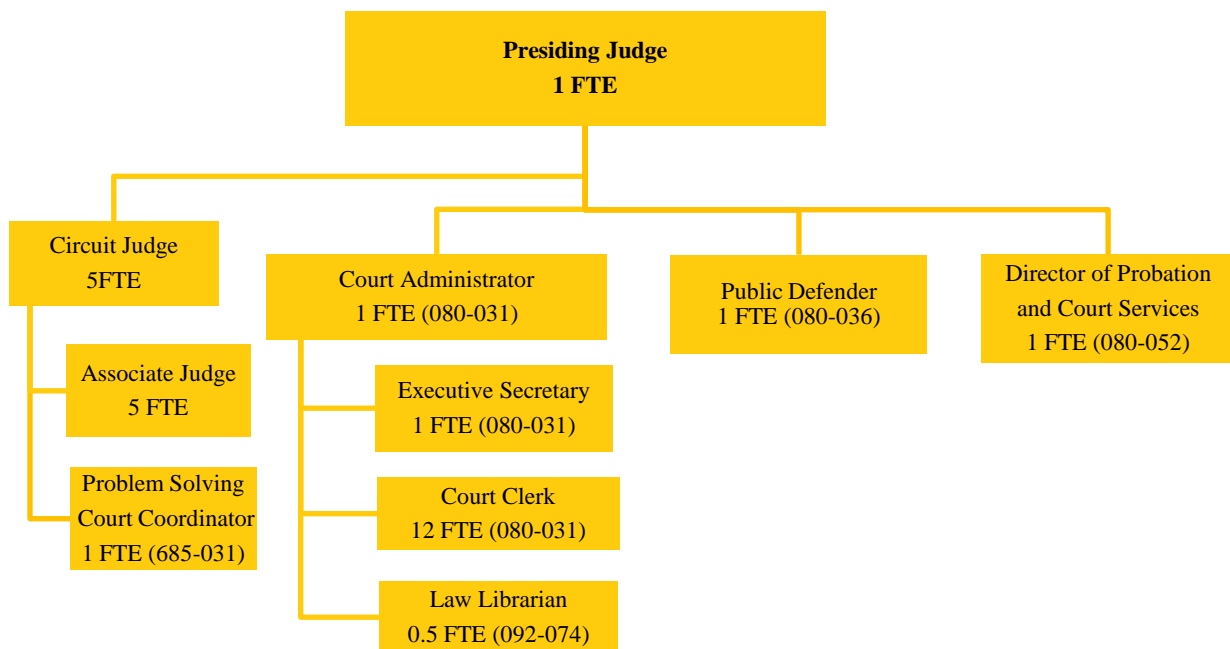 Presiding Judge
1 FTE
Circuit Judge
5FTE
Associate Judge
5 FTE
Problem Solving
Court Coordinator
1 FTE (685-031)
Court Administrator
1 FTE (080-031)
Executive Secretary
1 FTE (080-031)
Court Clerk
12 FTE (080-031)
Law Librarian
0.5 FTE (092-074)
Public Defender
1 FTE (080-036)
Director of Probation
and Court Services
1 FTE (080-052)